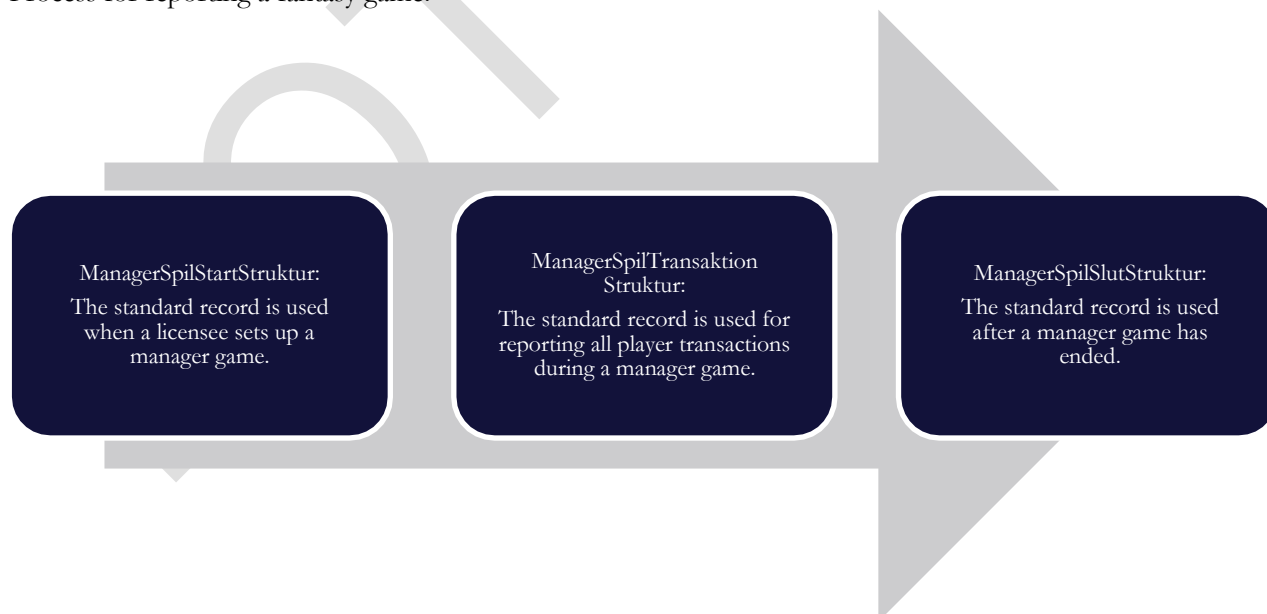 Process for reporting a fantasy game.
ManagerSpilStartStruktur:
The standard record is used
when a licensee sets up a
manager game.
ManagerSpilTransaktion
Struktur:
The standard record is used for
reporting all player transactions
during a manager game.
ManagerSpilSlutStruktur:
The standard record is used
after a manager game has
ended.